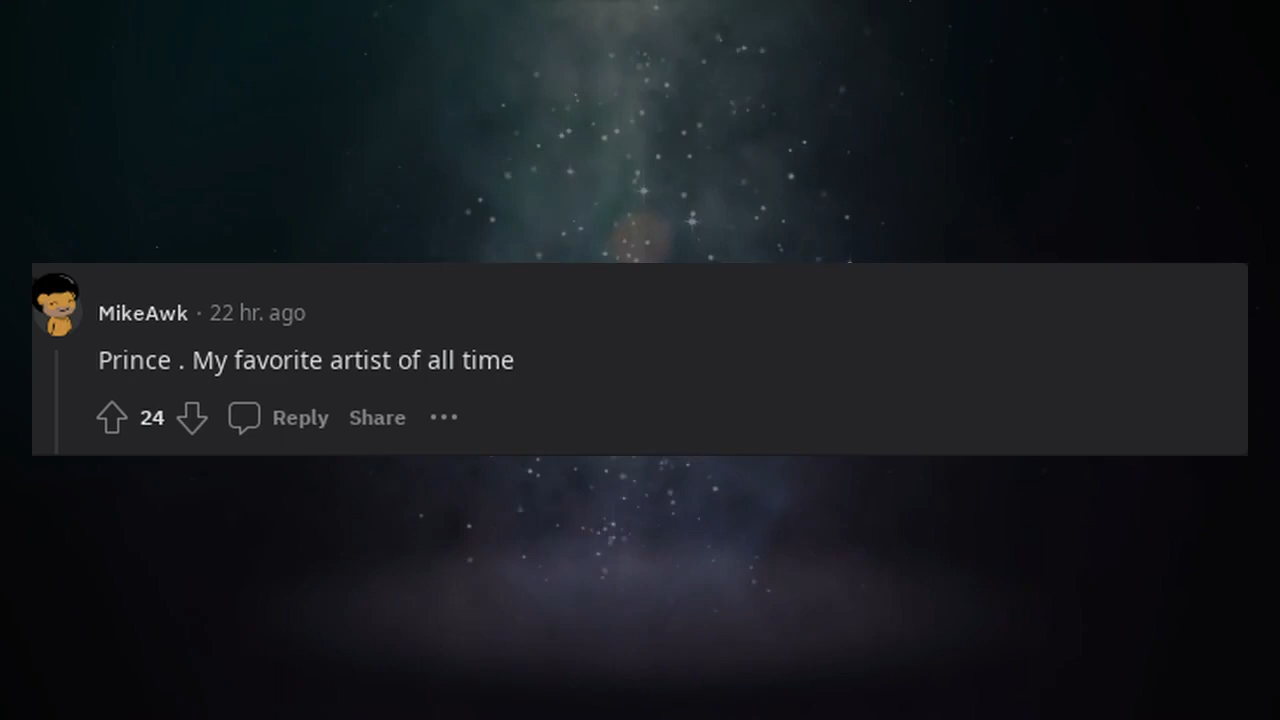 MikeAwk · 22 hr. ago
Prince . My favorite artist of all time
24 Reply Share ···